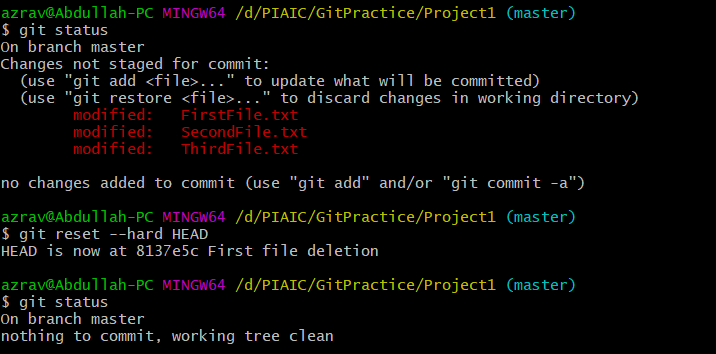 azrav@Abdullah-PC MINGW64 /d/PIAIC/GitPractice/Project1 (master)
$ git status
On branch master
Changes not staged for commit:
  (use "git add <file>..." to update what will be committed)
  (use "git restore <file>..." to discard changes in working directory)
        modified:   FirstFile.txt
        modified:   SecondFile.txt
        modified:   ThirdFile.txt

no changes added to commit (use "git add" and/or "git commit -a")

azrav@Abdullah-PC MINGW64 /d/PIAIC/GitPractice/Project1 (master)
$ git reset --hard HEAD
HEAD is now at 8137e5c First file deletion

azrav@Abdullah-PC MINGW64 /d/PIAIC/GitPractice/Project1 (master)
$ git status
On branch master
nothing to commit, working tree clean